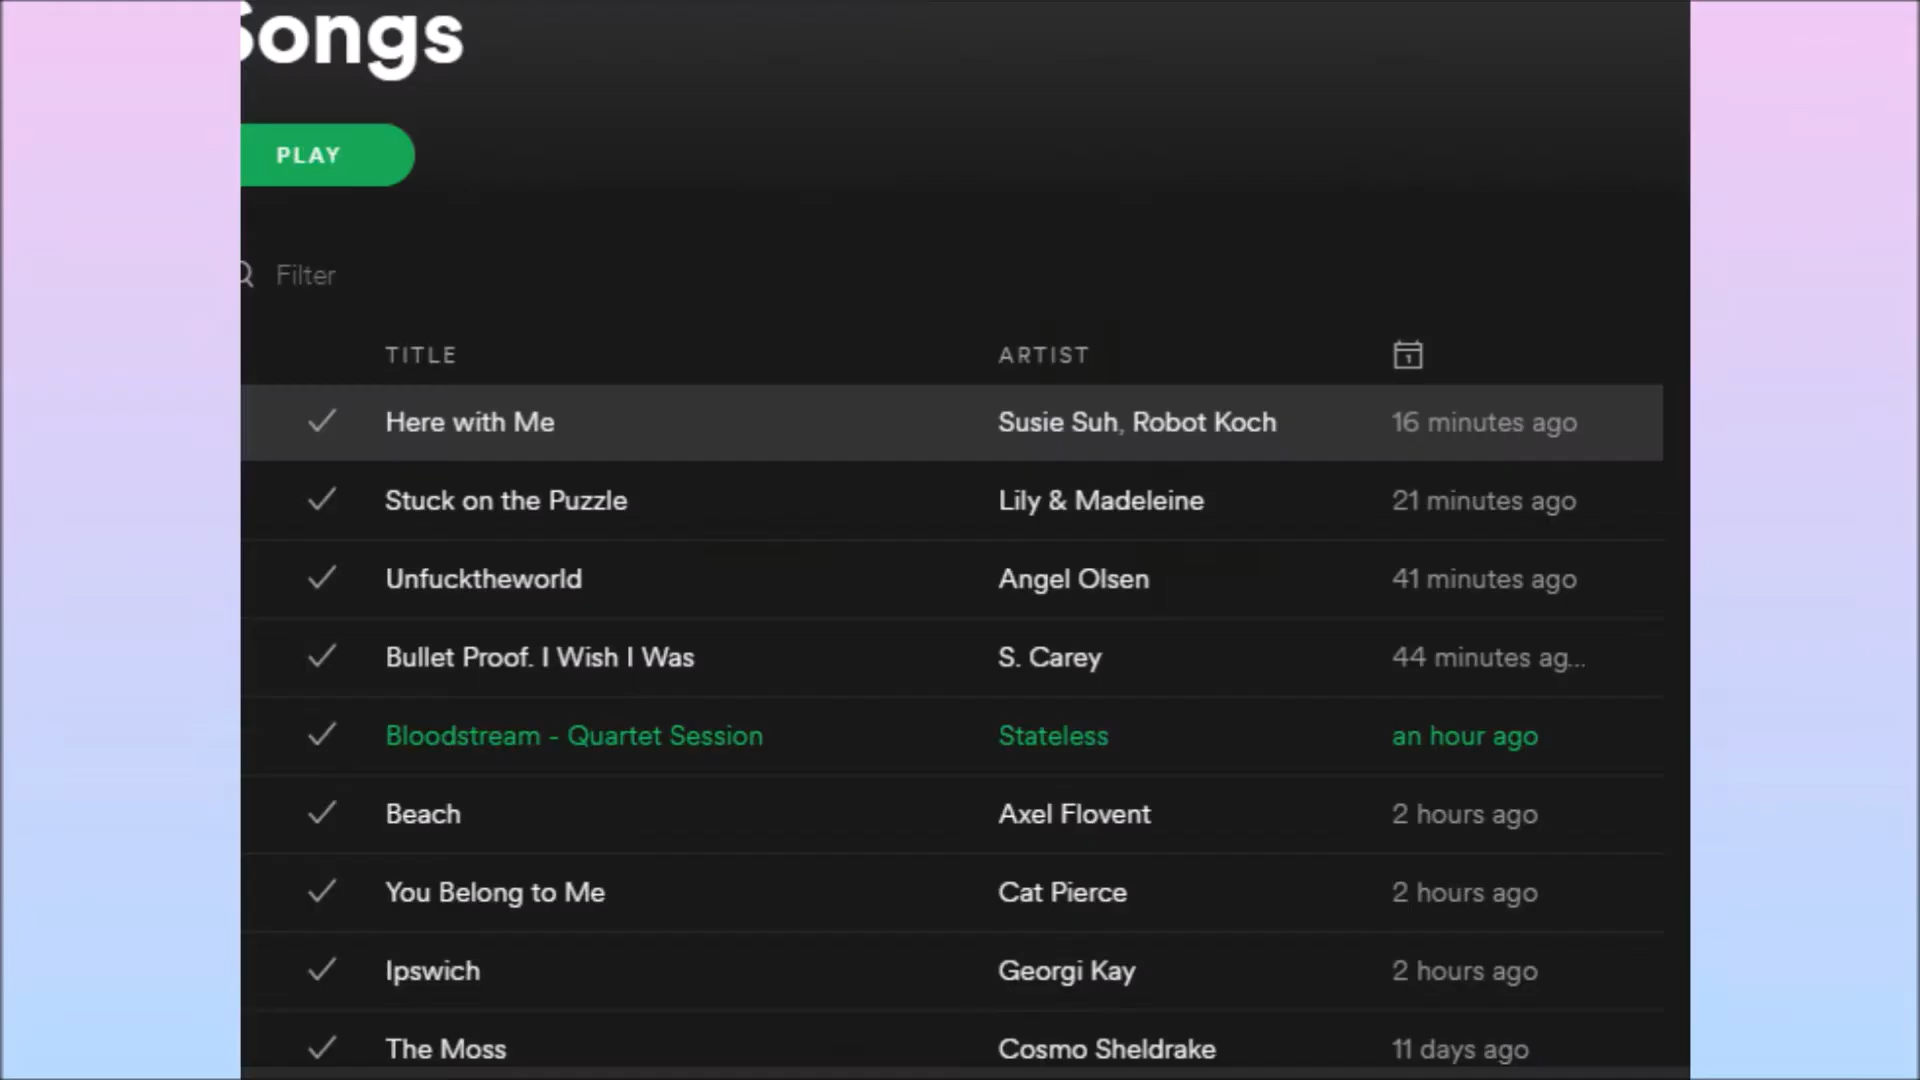 Songs
PLAY
Filter
TITLE ARTIST 1
Here with Me Susie Suh, Robot Koch 16 minutes ago
Stuck on the Puzzle Lily & Madeleine 21 minutes ago
Unfucktheworld Angel Olsen 41 minutes ago
Bullet Proof. I Wish I Was S. Carey 44 minutes ag...
Bloodstream - Quartet Session Stateless an hour ago
Beach Axel Flovent 2 hours ago
You Belong to Me Cat Pierce 2 hours ago
Ipswich Georgi Kay 2 hours ago
The Moss Cosmo Sheldrake 11 days ago